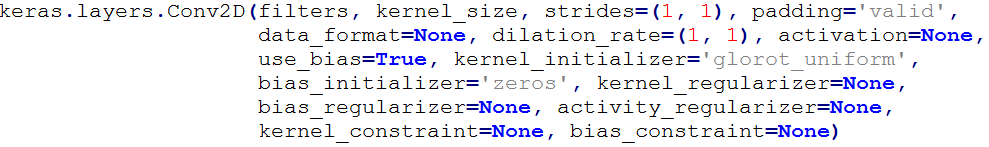 keras.layers.Conv2D(filters, kernel_size, strides=(1, 1), padding='valid',
data_format=None, dilation_rate=(1, 1), activation=None,
use_bias=True, kernel_initializer='glorot_uniform',
bias_initializer='zeros', kernel_regularizer=None,
bias_regularizer=None, activity_regularizer=None,
kernel_constraint=None, bias_constraint=None)